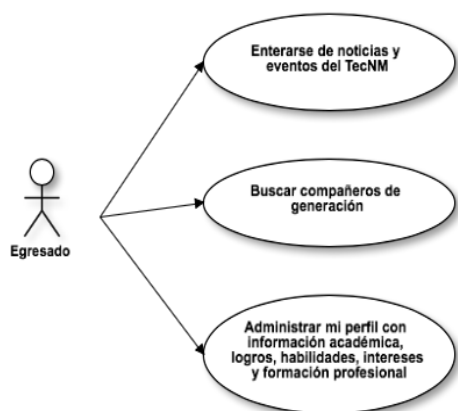 Enterarse de noticias y
eventos del TecNM
Buscar compañeros de
generación
Egresado
Administrar mi perfil con
información académica,
logros, habilidades, intereses
y formación profesional